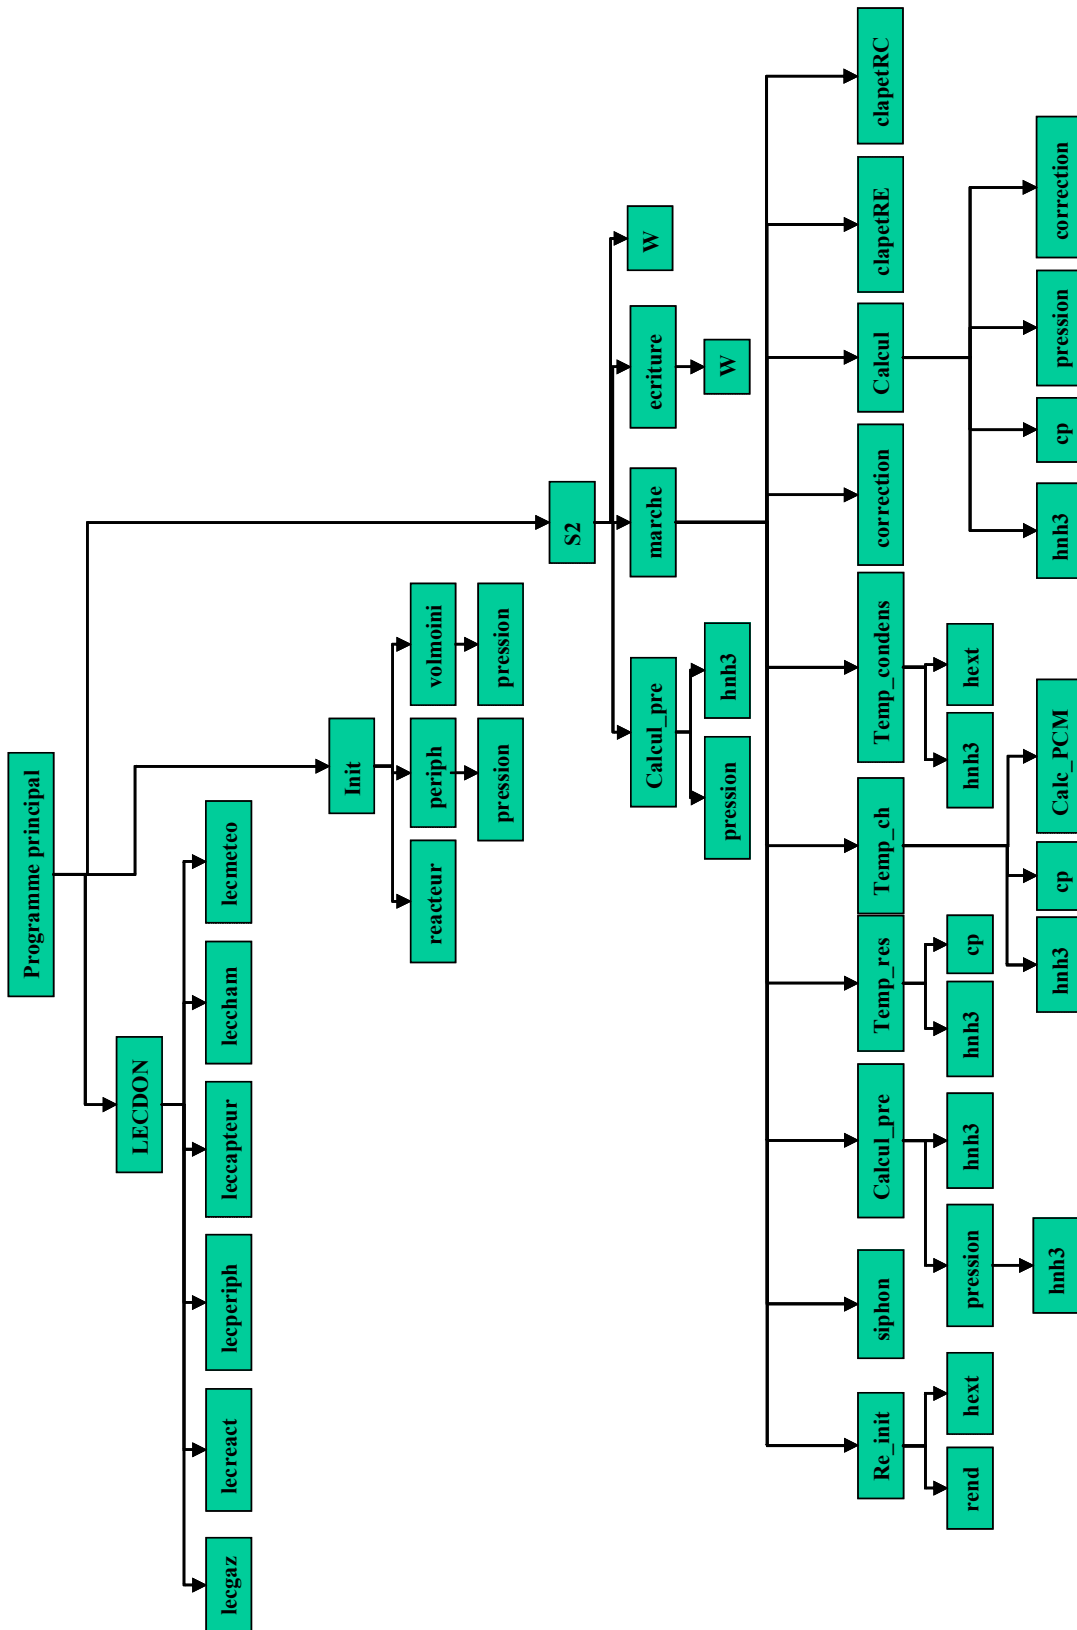 Programme principal
LECDON
lecgaz
lecreact
lecperiph
leccapteur
leccham
lecmeteo
Init
reacteur
periph
volmoini
pression
pression
S2
Calcul_pre
marche
ecriture
W
pression
hnh3
W
Re_init
siphon
Calcul_pre
Temp_res
Temp_ch
Temp_condens
correction
Calcul
clapetRE
clapetRC
rend
hext
pression
hnh3
hnh3
cp
hnh3
hext
hnh3
hnh3
cp
Calc_PCM
hnh3
cp
pression
correction